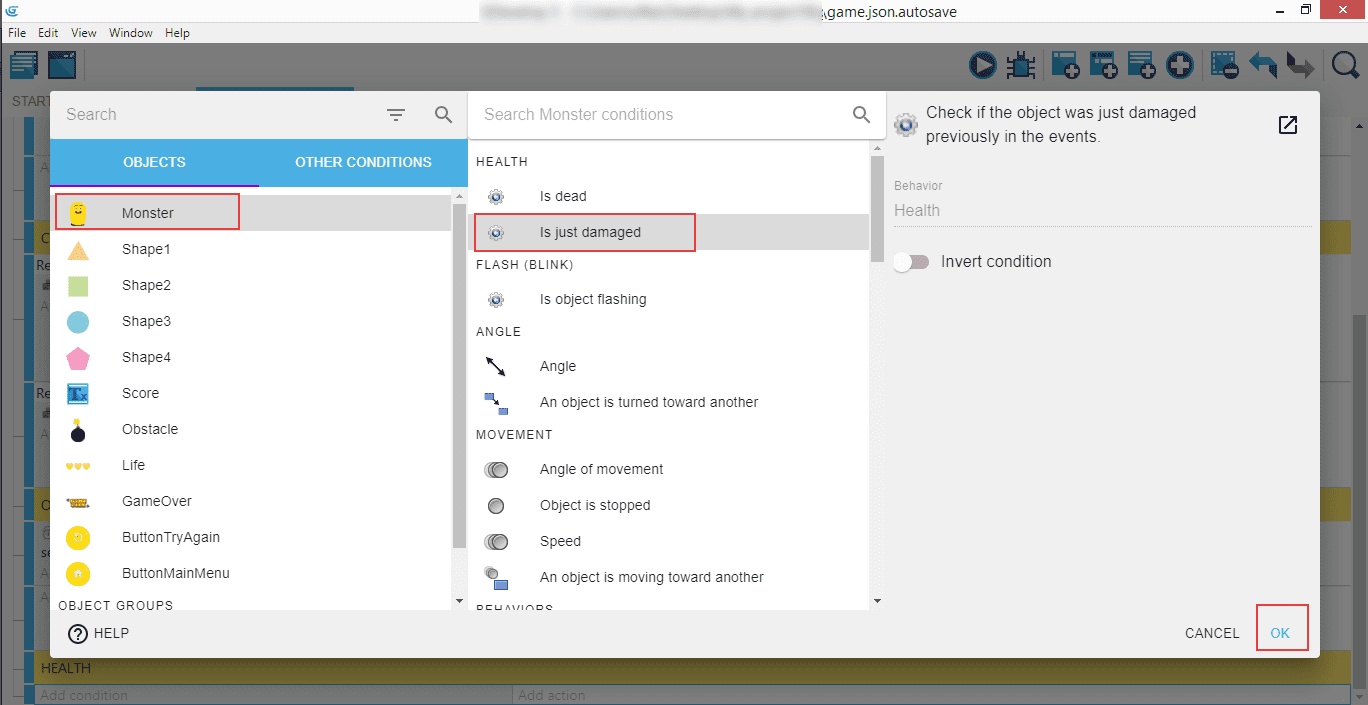 \game.json.autosave
File Edit View Window Help
START
Search
Search Monster conditions
Check if the object was just damaged
previously in the events.
OBJECTS
OTHER CONDITIONS
Monster
Shape1
Shape2
Shape3
Shape4
Score
Obstacle
Life
GameOver
ButtonTryAgain
ButtonMainMenu
OBJECT GROUPS
HEALTH
Is dead
Is just damaged
FLASH (BLINK)
Is object flashing
ANGLE
Angle
An object is turned toward another
MOVEMENT
Angle of movement
Object is stopped
Speed
An object is moving toward another
BEHAVIORS
Behavior
Health
Invert condition
HELP
CANCEL
OK
HEALTH
Add condition
Add action